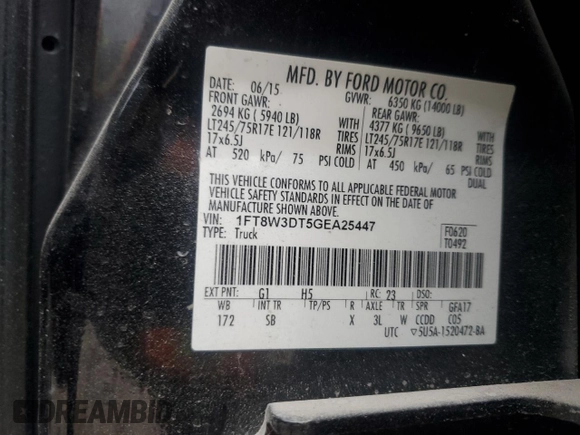 MFD. BY FORD MOTOR CO.
DATE: 06/15 GVWR: 6350 KG (14000 LB)
FRONT GAWR: REAR GAWR:
2694 KG (5940 LB) 4377 KG (9650 LB)
LT245/75R17E 121/118R WITH TIRES LT245/75R17E 121/118R WITH TIRES
17x6.5J RIMS 17x6.5J RIMS
AT 520 kPa/ 75 PSI COLD AT 450 kPa/ 65 PSI COLD
DUAL
THIS VEHICLE CONFORMS TO ALL APPLICABLE FEDERAL MOTOR
VEHICLE SAFETY STANDARDS IN EFFECT ON THE DATE OF
MANUFACTURE SHOWN ABOVE.
VIN: 1FT8W3DT5GEA25447 F0620
TYPE: Truck T0492
EXT PNT: G1 H5 RC: 23 DSO:
WB INT TR TP/PS R AXLE TR SPR GFA17
172 SB X 3L W CCDD C05
UTC ▽5U5A-1520472-BA
DREAMBID